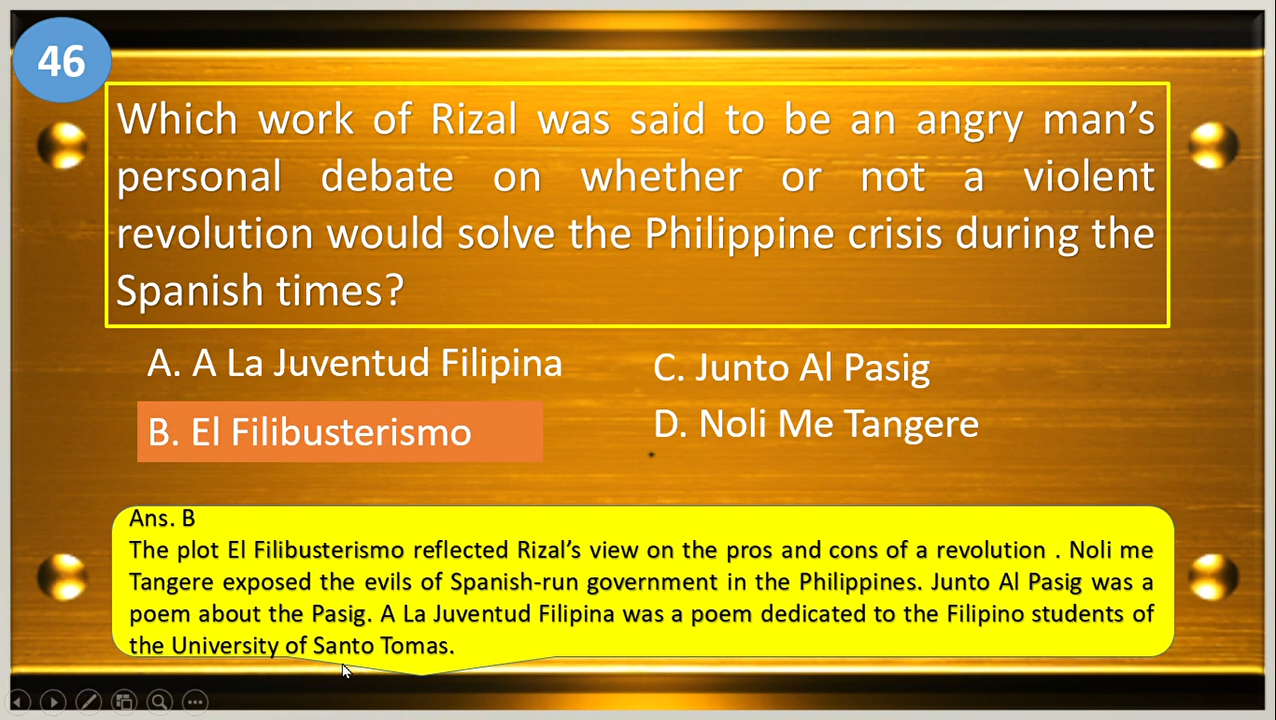 46
Which work of Rizal was said to be an angry man’s
personal debate on whether or not a violent
revolution would solve the Philippine crisis during the
Spanish times?
A. A La Juventud Filipina
B. El Filibusterismo
C. Junto Al Pasig
D. Noli Me Tangere
Ans. B
The plot El Filibusterismo reflected Rizal’s view on the pros and cons of a revolution . Noli me
Tangere exposed the evils of Spanish-run government in the Philippines. Junto Al Pasig was a
poem about the Pasig. A La Juventud Filipina was a poem dedicated to the Filipino students of
the University of Santo Tomas.